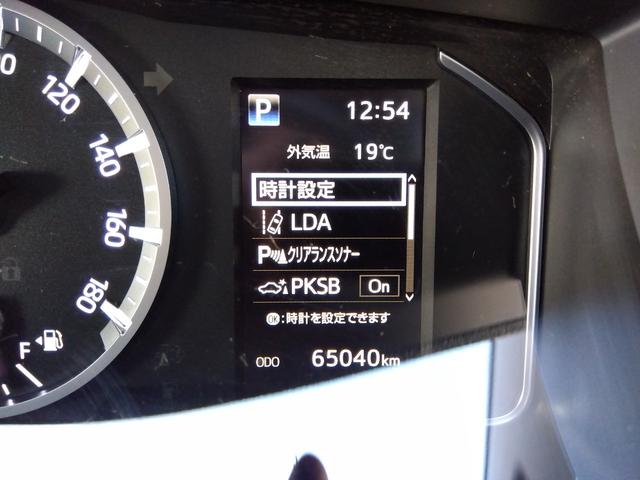 120
140
160
180
F
P 12:54
外気温 19℃
時計設定
LDA
P クリアランスソナー
PKSB On
OK:時計を設定できます
ODO 65040km